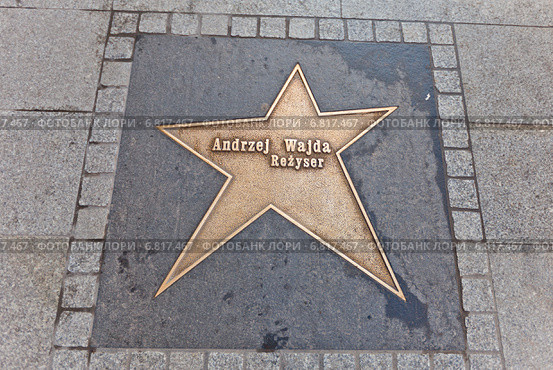 6.817.467 · ФОТОБАНК ЛОРИ · 6.817.467 · ФОТОБАНК ЛОРИ · 6.817.467 · ФОТОБАНК ЛОРИ
Andrzej Wajda
Reżyser
6.817.467 · ФОТОБАНК ЛОРИ · 6.817.467 · ФОТОБАНК ЛОРИ · 6.817.467 · ФОТОБАНК ЛОРИ